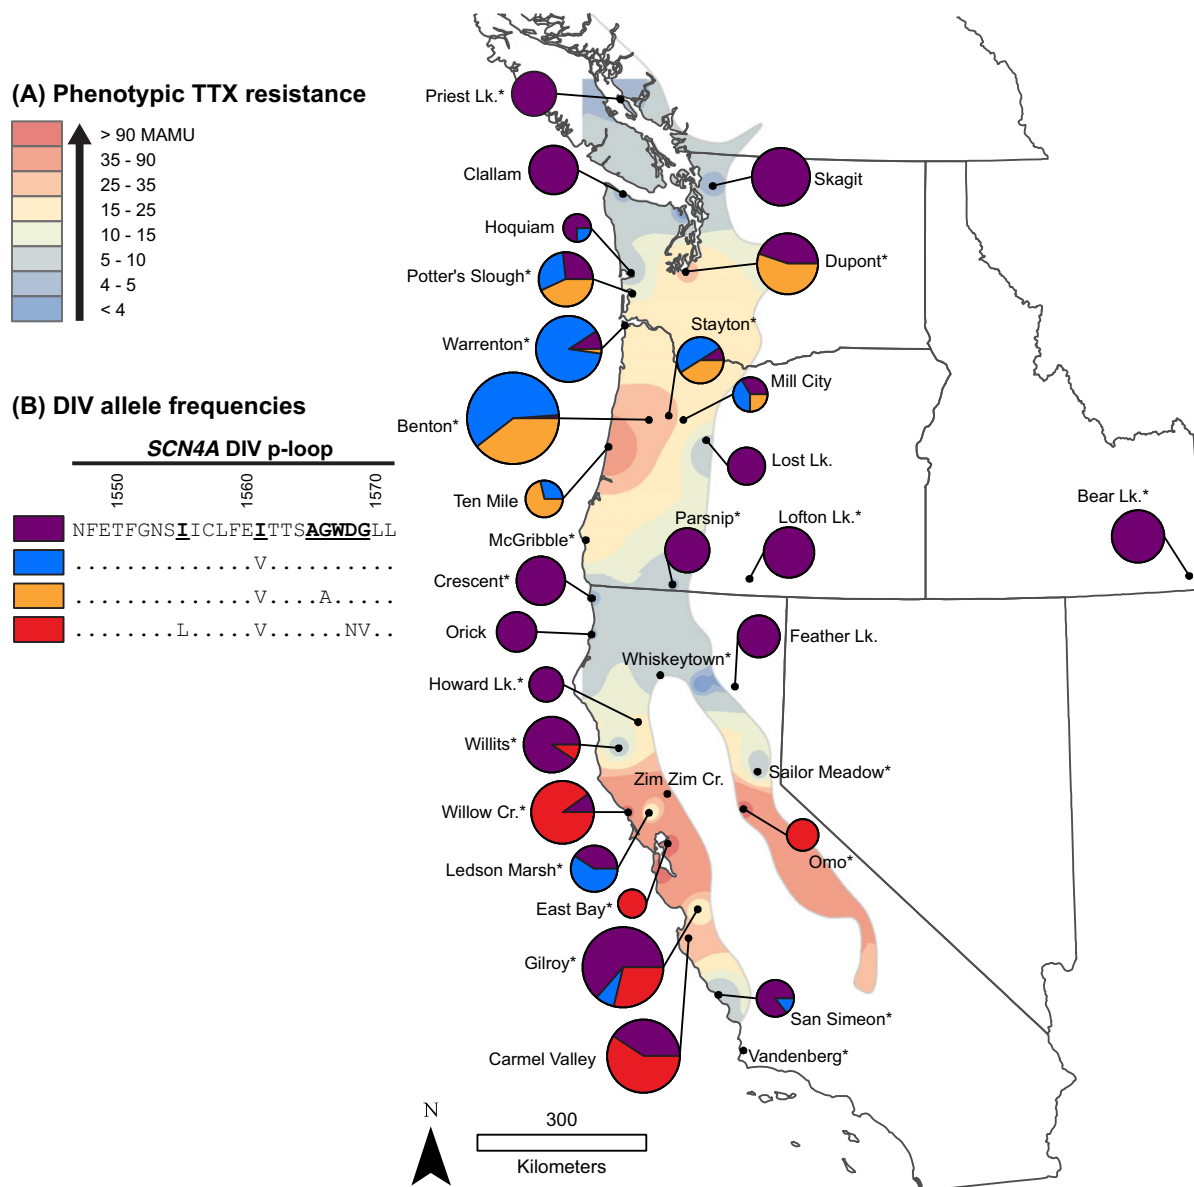 (A) Phenotypic TTX resistance
> 90 MAMU
35 - 90
25 - 35
15 - 25
10 - 15
5 - 10
4 - 5
< 4
(B) DIV allele frequencies
SCN4A DIV p-loop
1550
1560
1570
NFETFGNSIICLFEITTSAGWDGLL
..............V..........
..............V....A.....
........L.....V......NV..
Priest Lk.*
Clallam
Skagit
Hoquiam
Potter's Slough*
Dupont*
Warrenton*
Stayton*
Mill City
Benton*
Lost Lk.
Ten Mile
Bear Lk.*
Parsnip*
Lofton Lk.*
McGribble*
Crescent*
Orick
Feather Lk.
Whiskeytown*
Howard Lk.*
Willits*
Sailor Meadow*
Zim Zim Cr.
Willow Cr.*
Omo*
Ledson Marsh*
East Bay*
Gilroy*
San Simeon*
Carmel Valley
Vandenberg*
N
300
Kilometers